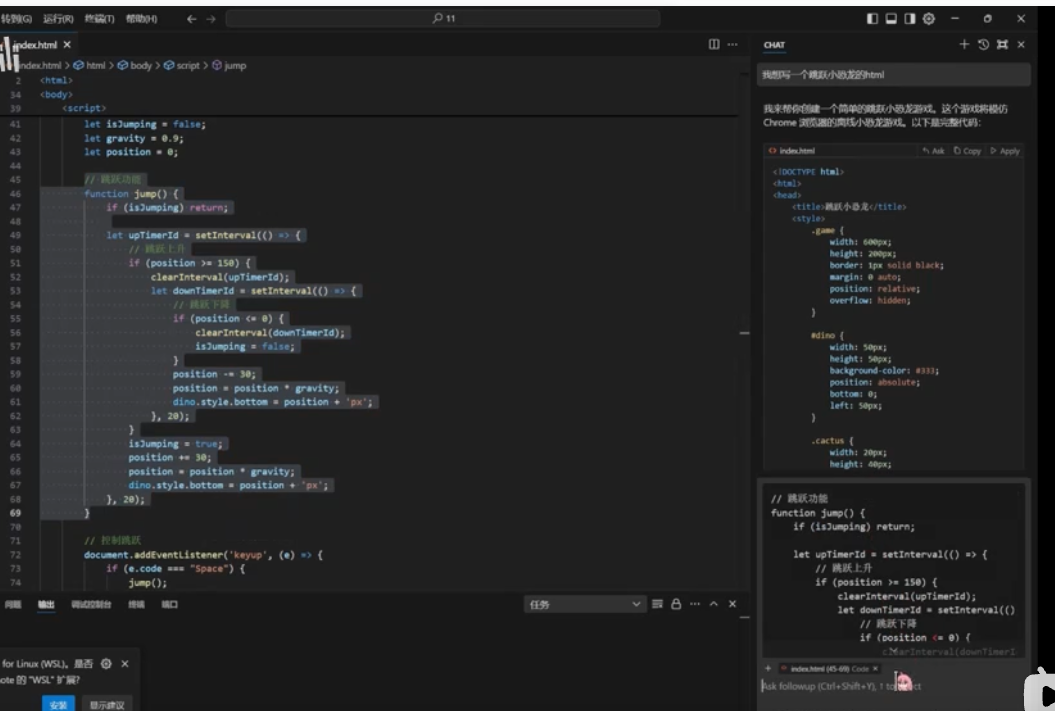 转到(G) 运行(R) 终端(T) 帮助(H)
11
index.html
index.html > html > body > script > jump
2 <html>
34 <body>
39 <script>
41 let isJumping = false;
42 let gravity = 0.9;
43 let position = 0;
44
45 // 跳跃功能
46 function jump() {
47 if (isJumping) return;
48
49 let upTimerId = setInterval(() => {
50 // 跳跃上升
51 if (position >= 150) {
52 clearInterval(upTimerId);
53 let downTimerId = setInterval(() => {
54 // 跳跃下降
55 if (position <= 0) {
56 clearInterval(downTimerId);
57 isJumping = false;
58 }
59 position -= 30;
60 position = position * gravity;
61 dino.style.bottom = position + 'px';
62 }, 20);
63 }
64 isJumping = true;
65 position += 30;
66 position = position * gravity;
67 dino.style.bottom = position + 'px';
68 }, 20);
69 }
70
71 // 控制跳跃
72 document.addEventListener('keyup', (e) => {
73 if (e.code === "Space") {
74 jump();
问题 输出 调试控制台 终端 端口
任务
for Linux (WSL)。是否
ote 的 "WSL" 扩展?
安装 显示建议
CHAT
我想写一个跳跃小恐龙的html
我来帮你创建一个简单的跳跃小恐龙游戏。这个游戏将模仿
Chrome 浏览器的离线小恐龙游戏。以下是完整代码:
index.html Ask Copy Apply
<!DOCTYPE html>
<html>
<head>
<title>跳跃小恐龙</title>
<style>
.game {
width: 600px;
height: 200px;
border: 1px solid black;
margin: 0 auto;
position: relative;
overflow: hidden;
}
#dino {
width: 50px;
height: 50px;
background-color: #333;
position: absolute;
bottom: 0;
left: 50px;
}
.cactus {
width: 20px;
height: 40px;
// 跳跃功能
function jump() {
if (isJumping) return;
let upTimerId = setInterval(() => {
// 跳跃上升
if (position >= 150) {
clearInterval(upTimerId);
let downTimerId = setInterval(()
// 跳跃下降
if (position <= 0) {
clearInterval(downTimerI
+ index.html (45-69) Code
Ask followup (Ctrl+Shift+Y), ↑ to